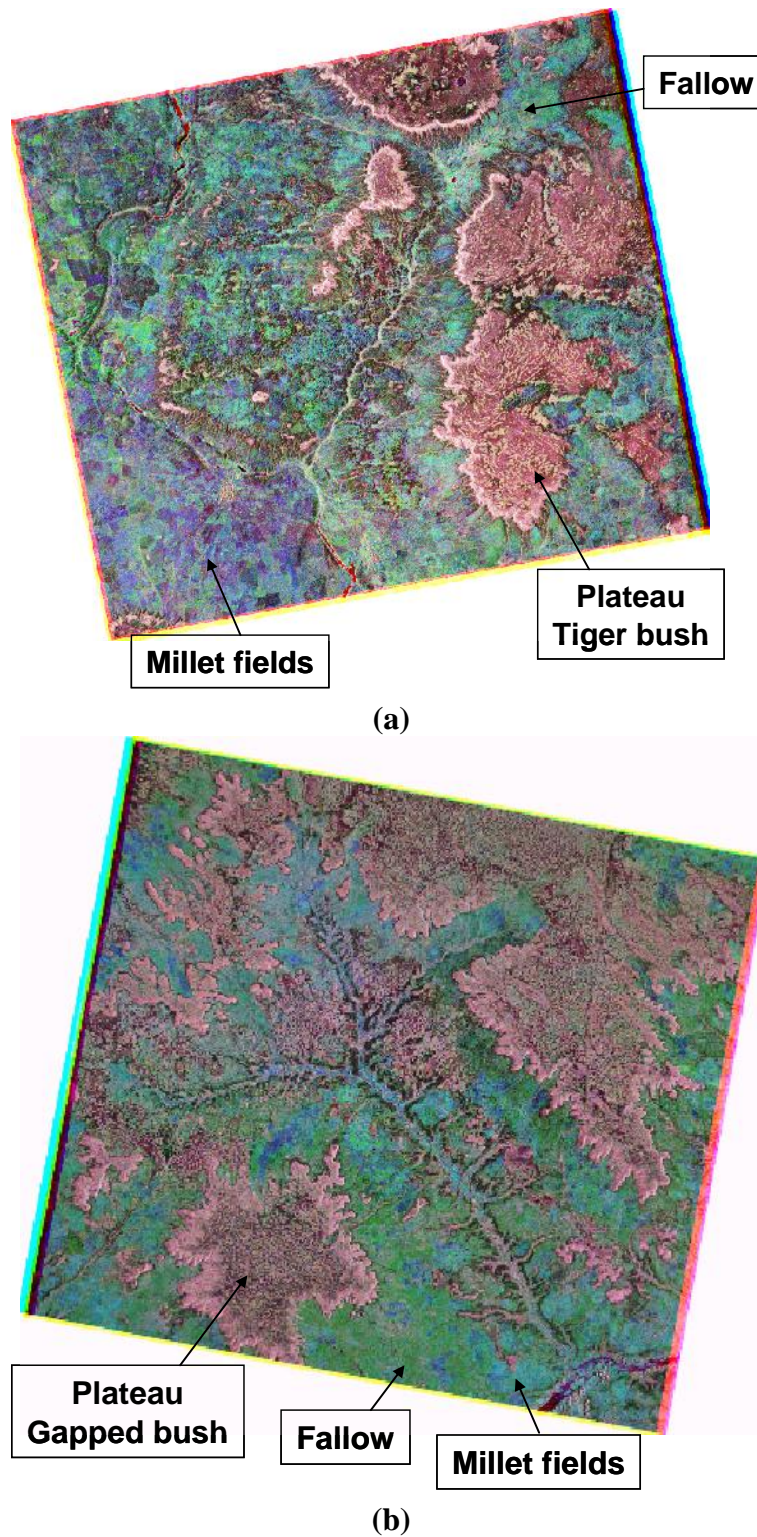 Fallow
Plateau
Tiger bush
Millet fields
(a)
Plateau
Gapped bush
Fallow
Millet fields
(b)